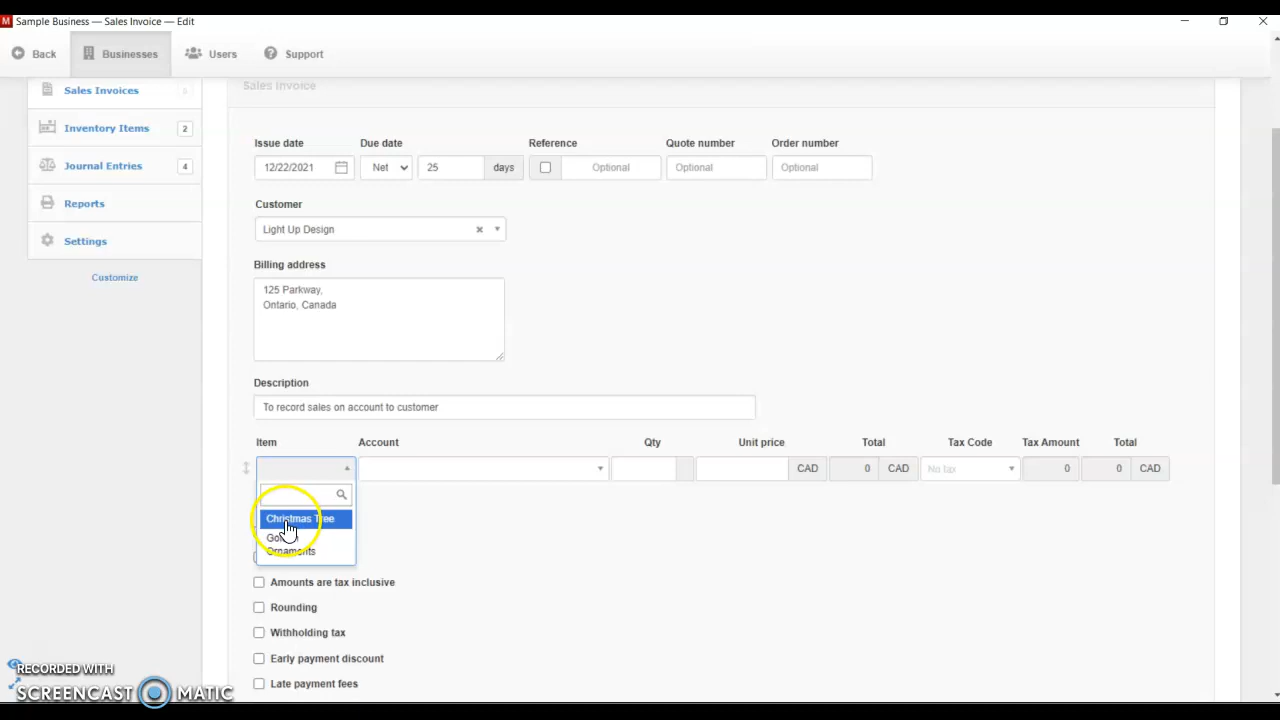 M Sample Business — Sales Invoice — Edit
Back Businesses Users Support
Sales Invoices
Inventory Items 2
Journal Entries 4
Reports
Settings
Customize
Sales Invoice
Issue date Due date Reference Quote number Order number
12/22/2021 Net 25 days Optional Optional Optional
Customer
Light Up Design
Billing address
125 Parkway,
Ontario, Canada
Description
To record sales on account to customer
Item Account Qty Unit price Total Tax Code Tax Amount Total
CAD 0 CAD No tax 0 0 CAD
Christmas Tree
Ornaments
Amounts are tax inclusive
Rounding
Withholding tax
Early payment discount
Late payment fees
RECORDED WITH
SCREENCAST MATIC